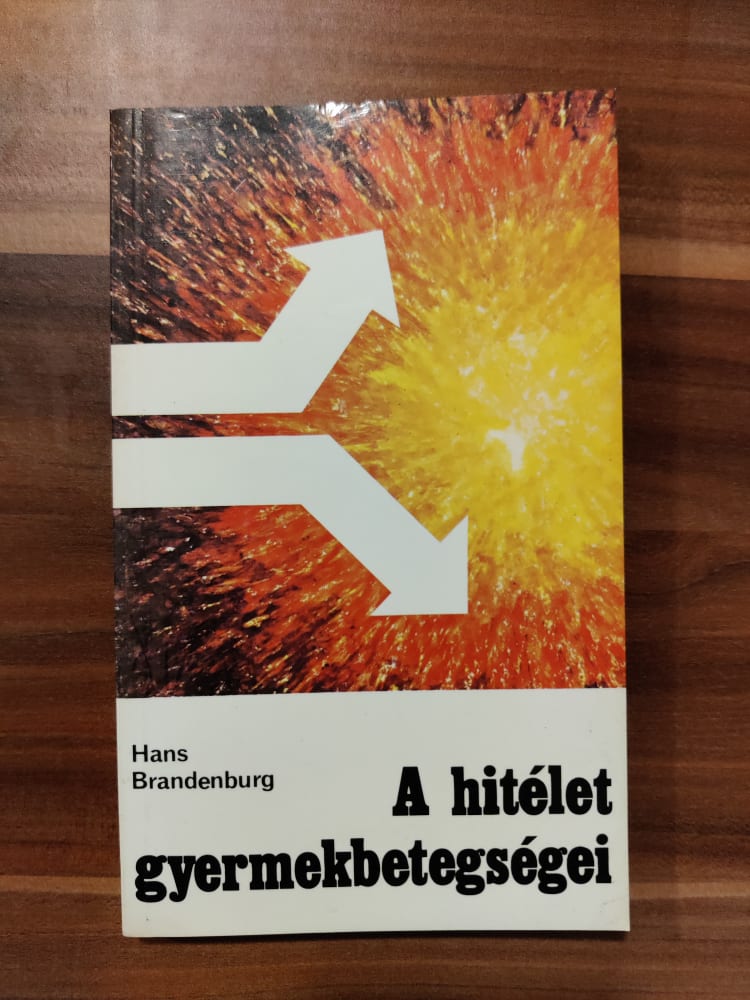 Hans
Brandenburg
A hitélet
gyermekbetegségei